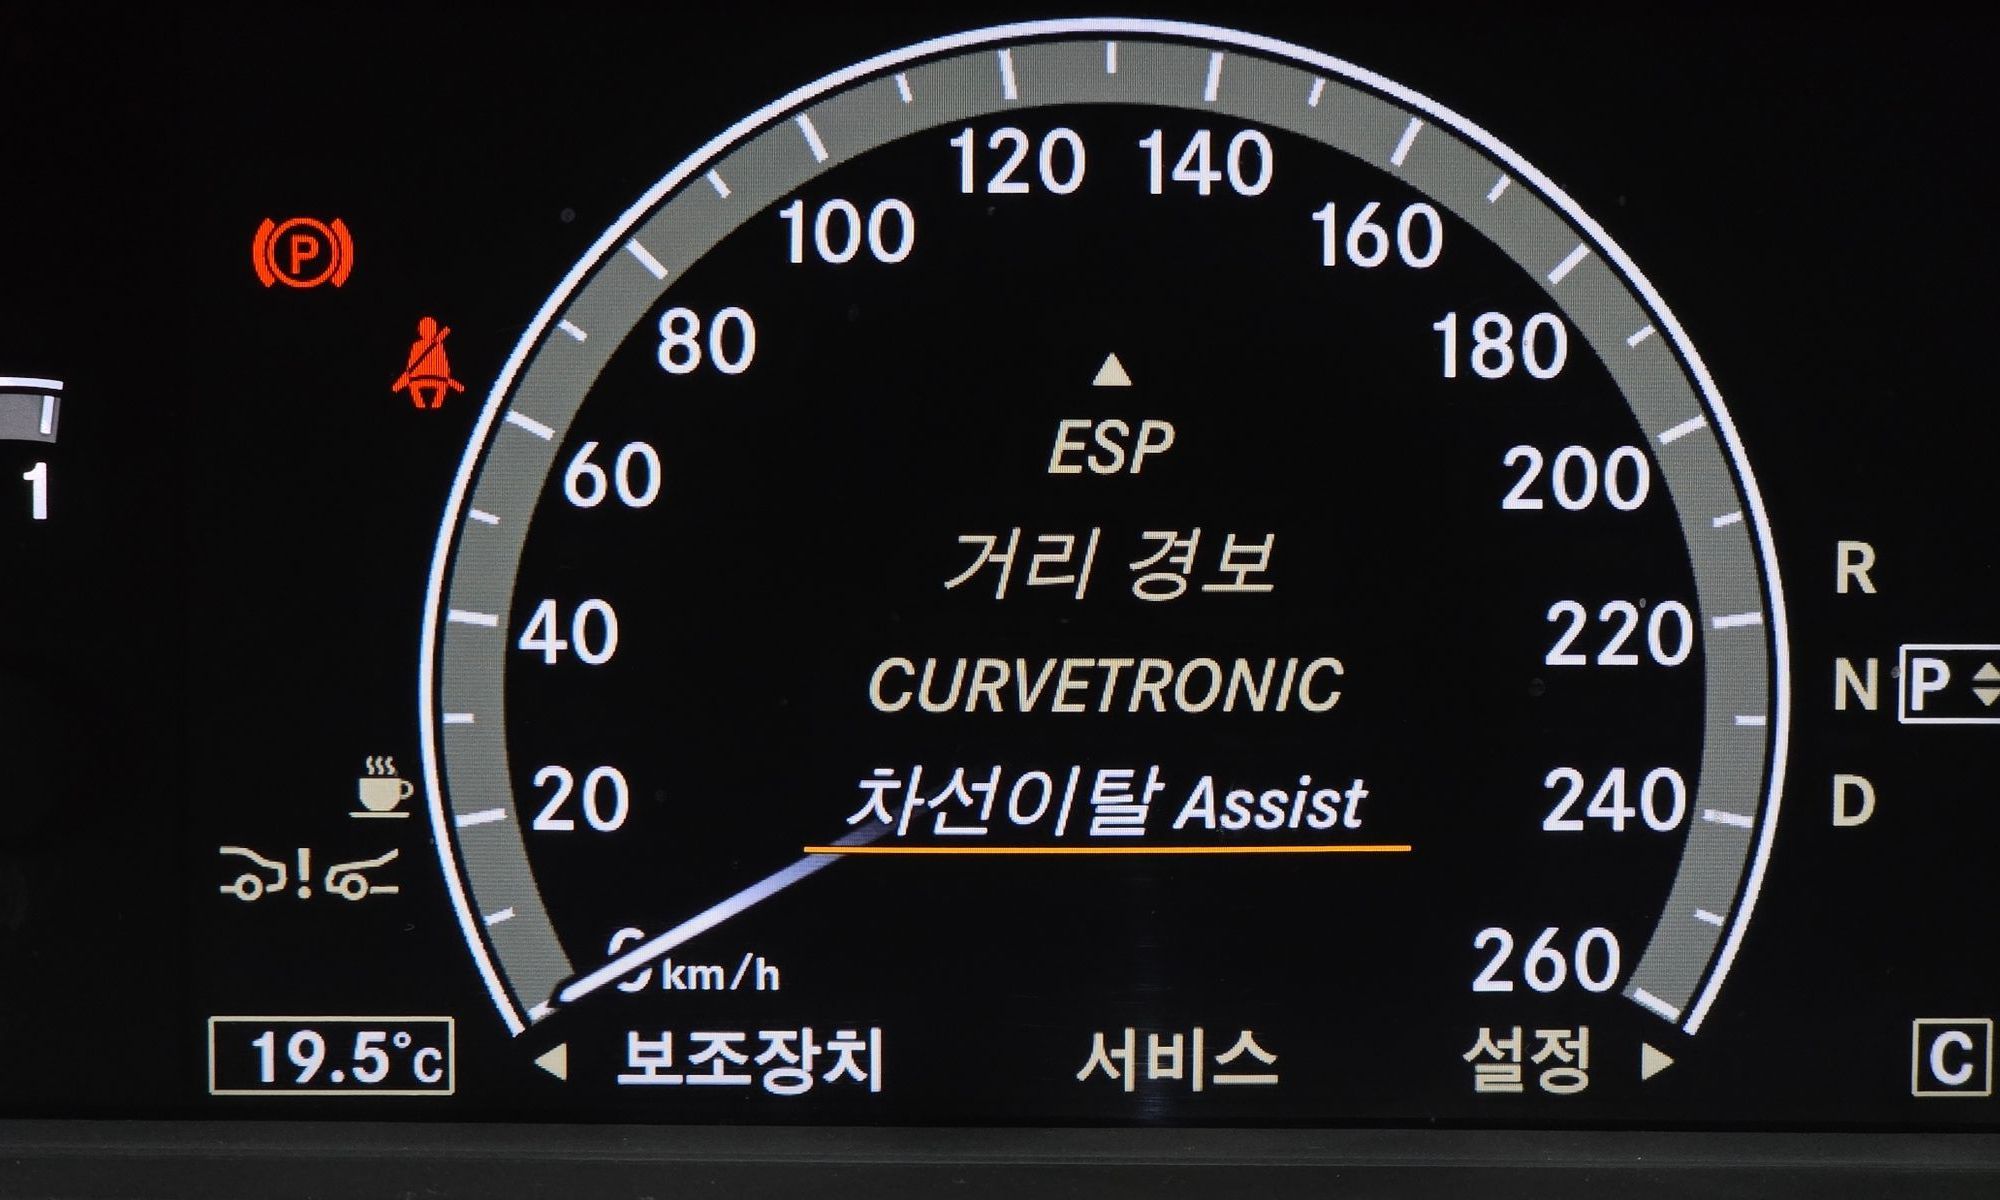 120 140
100 160
80 180
60 200
40 220
20 240
0 km/h 260
1
P
ESP
거리 경보
CURVETRONIC
차선이탈 Assist
R
N P
D
19.5°C
보조장치 서비스 설정
C